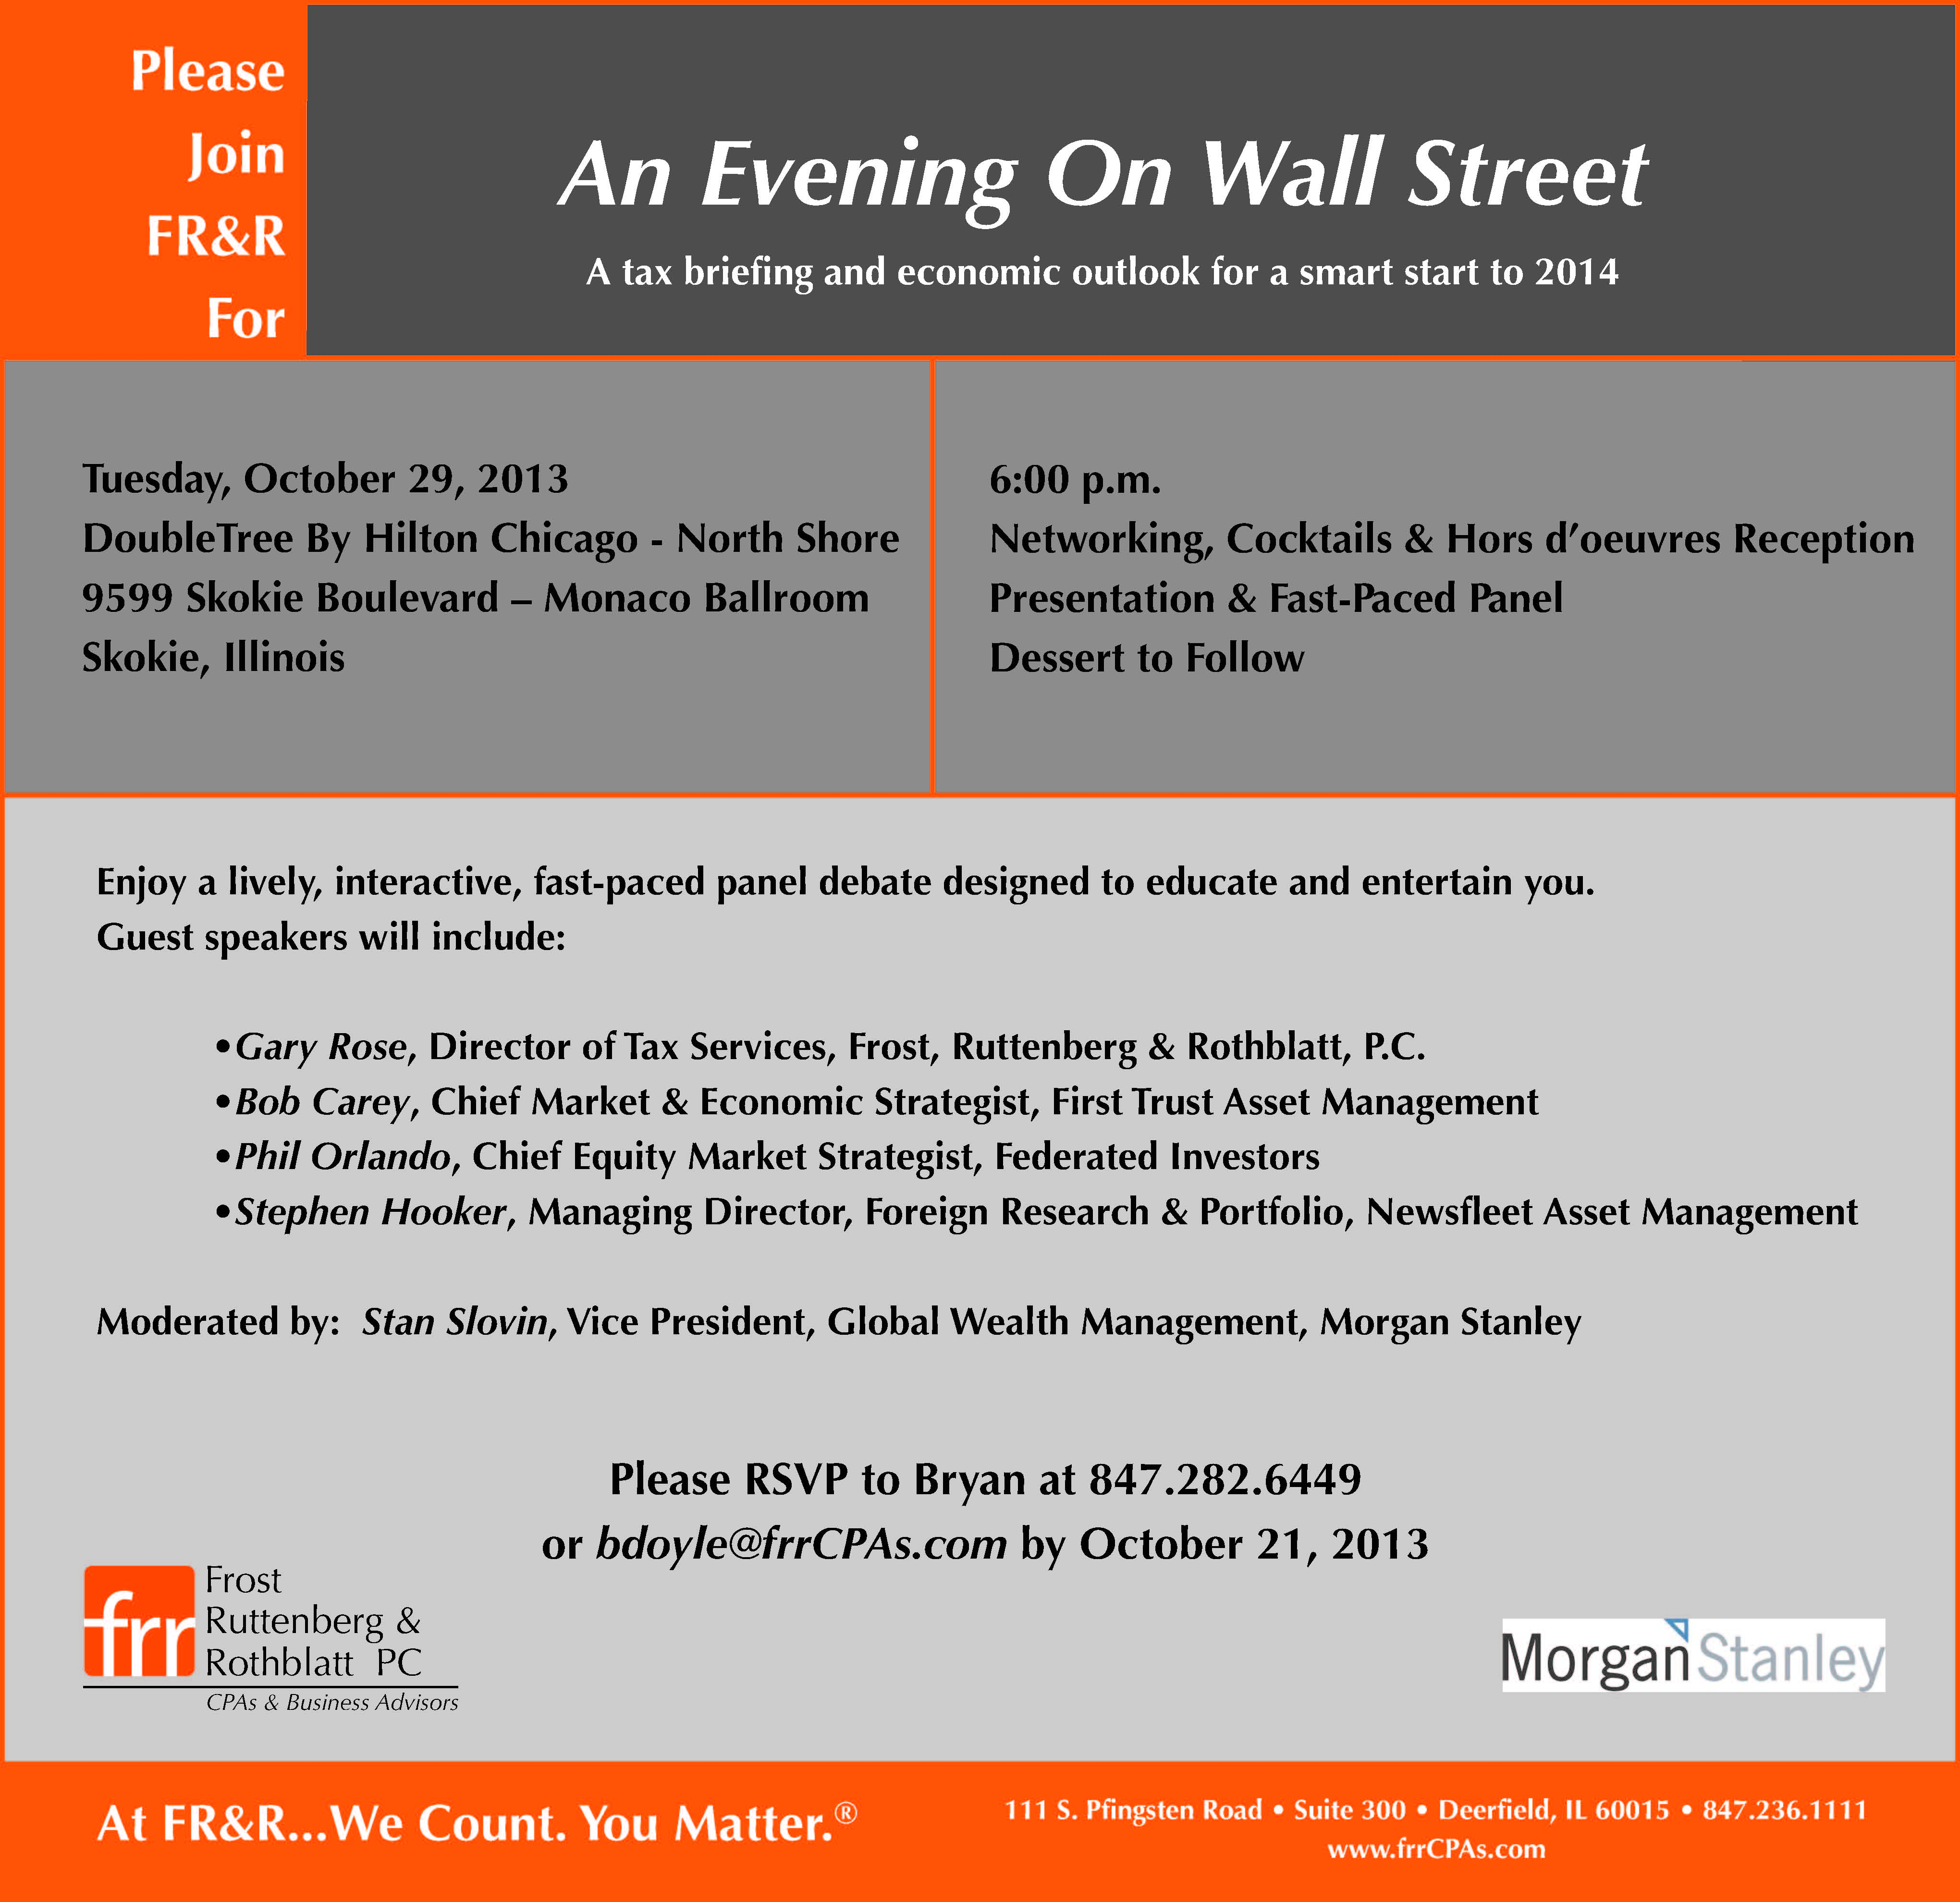 Please
Join
FR&R
For
An Evening On Wall Street
A tax briefing and economic outlook for a smart start to 2014
Tuesday, October 29, 2013
DoubleTree By Hilton Chicago - North Shore
9599 Skokie Boulevard – Monaco Ballroom
Skokie, Illinois
6:00 p.m.
Networking, Cocktails & Hors d’oeuvres Reception
Presentation & Fast-Paced Panel
Dessert to Follow
Enjoy a lively, interactive, fast-paced panel debate designed to educate and entertain you.
Guest speakers will include:
•Gary Rose, Director of Tax Services, Frost, Ruttenberg & Rothblatt, P.C.
•Bob Carey, Chief Market & Economic Strategist, First Trust Asset Management
•Phil Orlando, Chief Equity Market Strategist, Federated Investors
•Stephen Hooker, Managing Director, Foreign Research & Portfolio, Newsfleet Asset Management
Moderated by: Stan Slovin, Vice President, Global Wealth Management, Morgan Stanley
Please RSVP to Bryan at 847.282.6449
or bdoyle@frrCPAs.com by October 21, 2013
frr
Frost
Ruttenberg &
Rothblatt PC
CPAs & Business Advisors
Morgan Stanley
At FR&R...We Count. You Matter.®
111 S. Pfingsten Road • Suite 300 • Deerfield, IL 60015 • 847.236.1111
www.frrCPAs.com